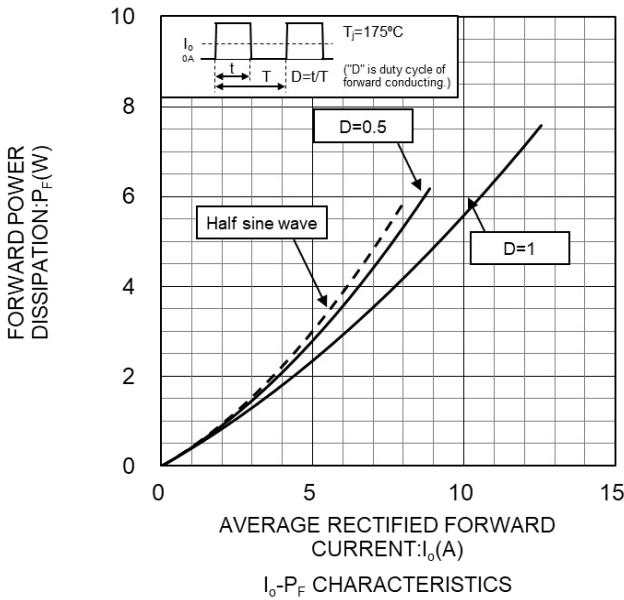 10
8
6
4
2
0
0 5 10 15
FORWARD POWER
DISSIPATION:PF(W)
Io
0A
t
T
D=t/T
Tj=175ºC
("D" is duty cycle of
forward conducting.)
D=0.5
Half sine wave
D=1
AVERAGE RECTIFIED FORWARD
CURRENT:Io(A)
Io-PF CHARACTERISTICS